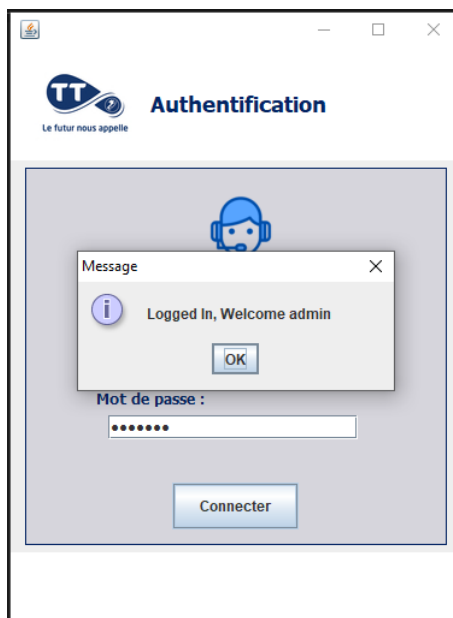 TT
Le futur nous appelle
Authentification
Message
i
Logged In, Welcome admin
OK
Mot de passe :
•••••••
Connecter